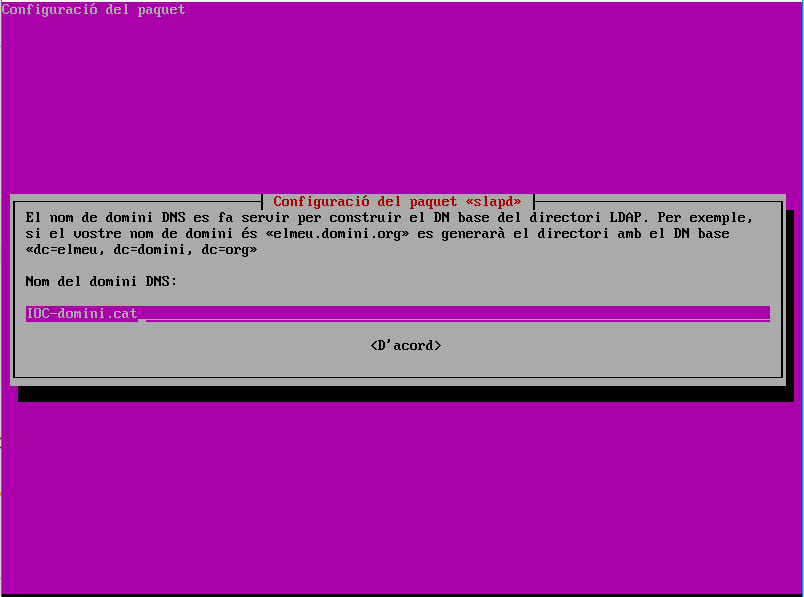 Configuració del paquet
Configuració del paquet «slapd»
El nom de domini DNS es fa servir per construir el DN base del directori LDAP. Per exemple,
si el vostre nom de domini és «elmeu.domini.org» es generarà el directori amb el DN base
«dc=elmeu, dc=domini, dc=org»
Nom del domini DNS:
IOC-domini.cat
<D'acord>